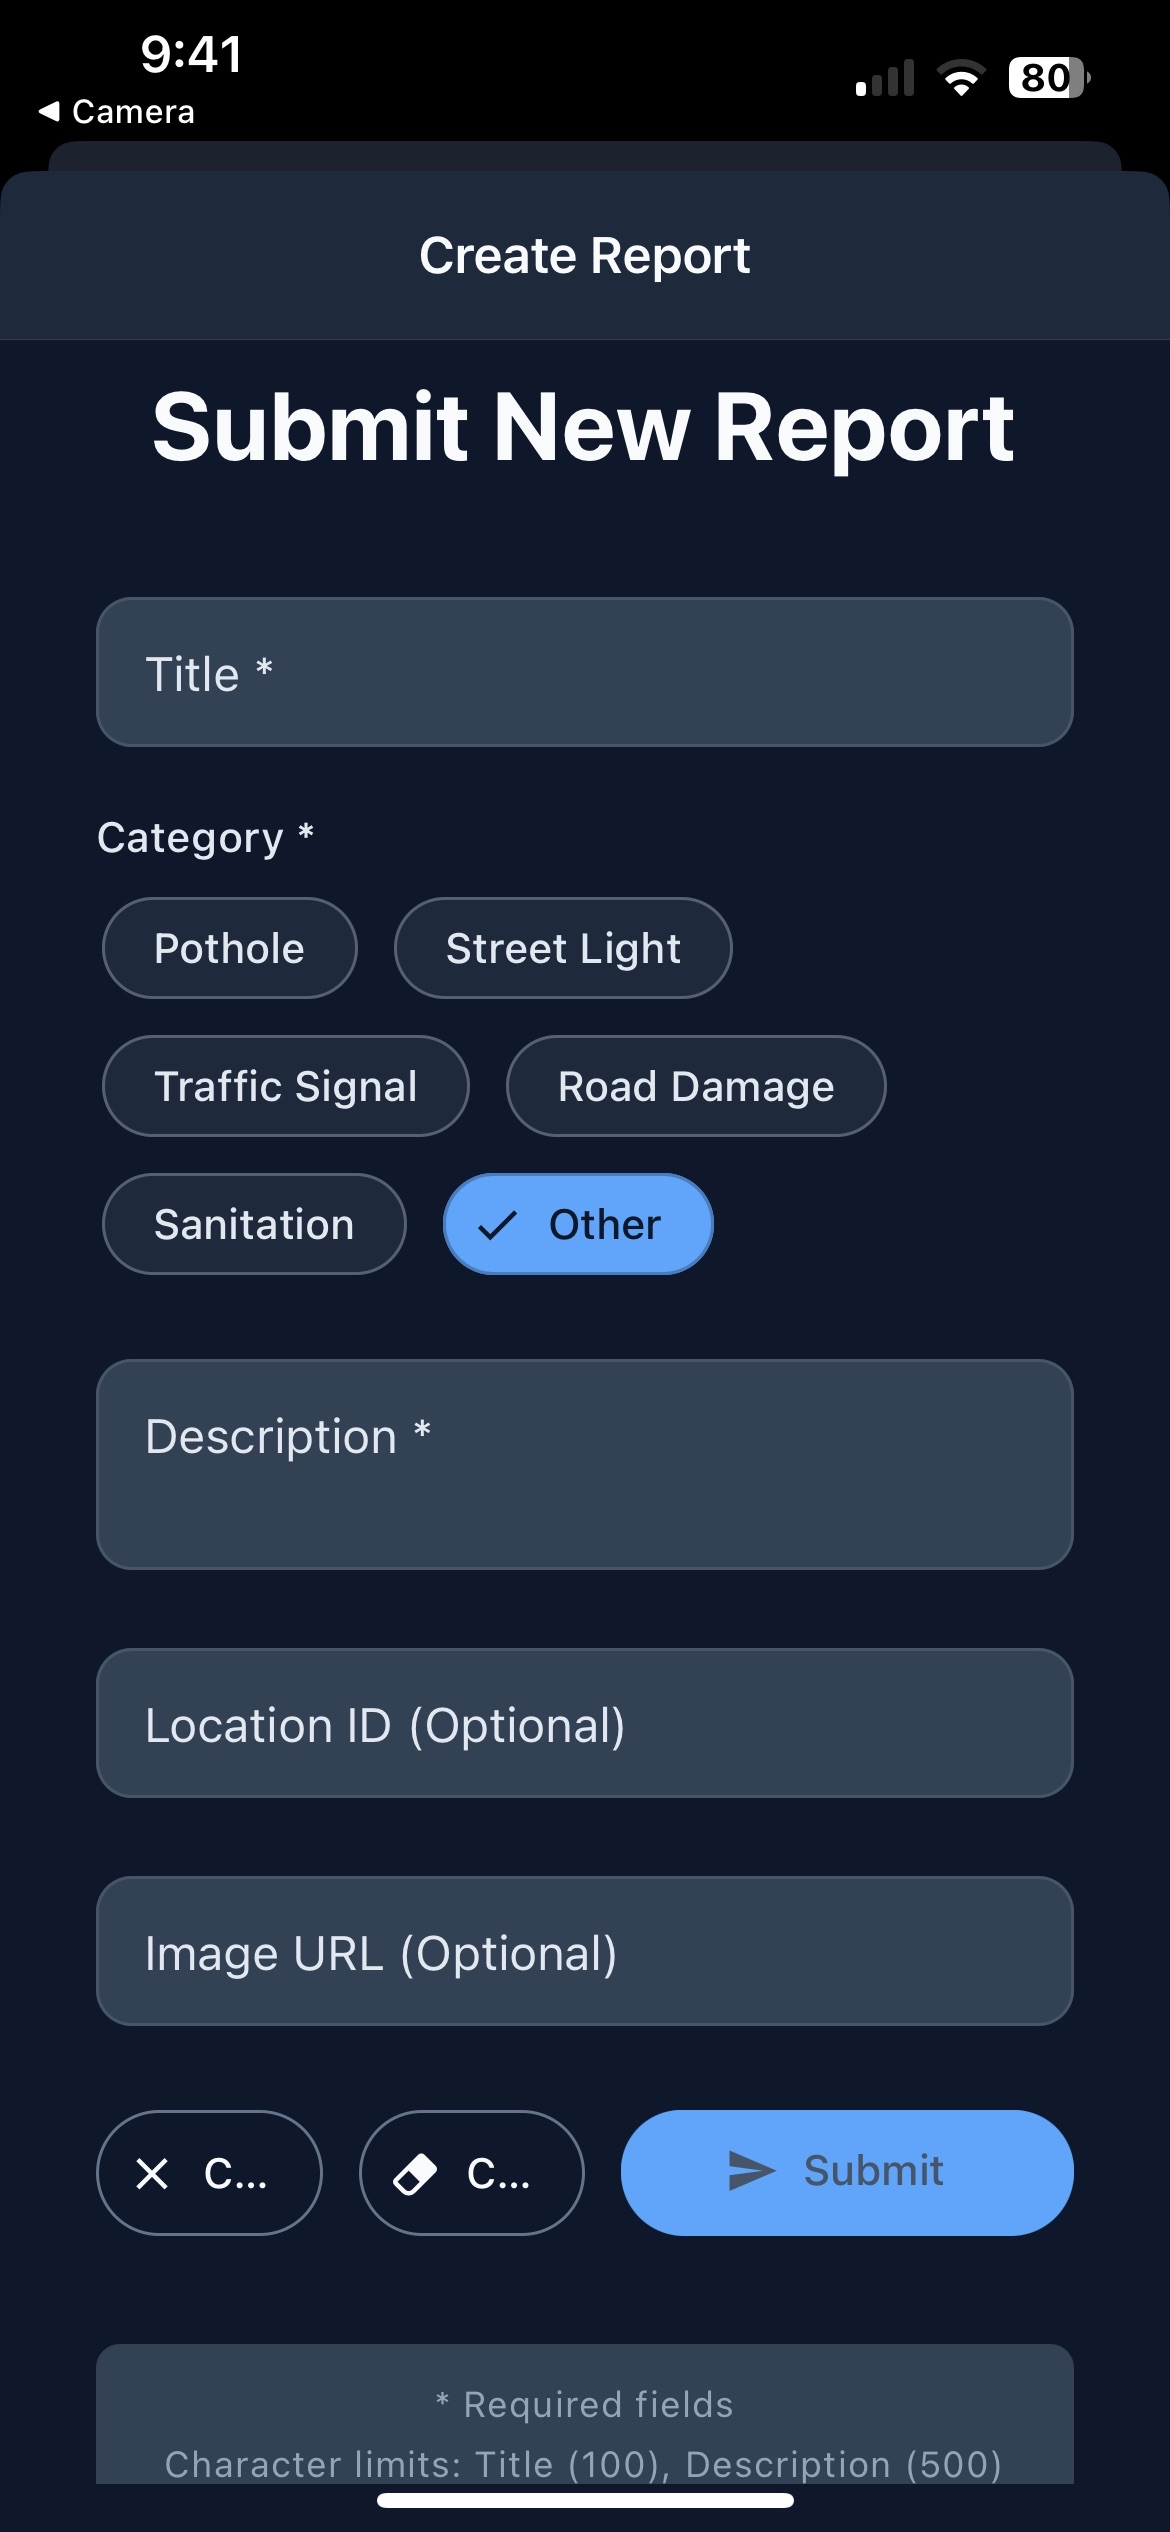 9:41
80
Camera
Create Report
Submit New Report
Title *
Category *
Pothole
Street Light
Traffic Signal
Road Damage
Sanitation
Other
Description *
Location ID (Optional)
Image URL (Optional)
C...
C...
Submit
* Required fields
Character limits: Title (100), Description (500)